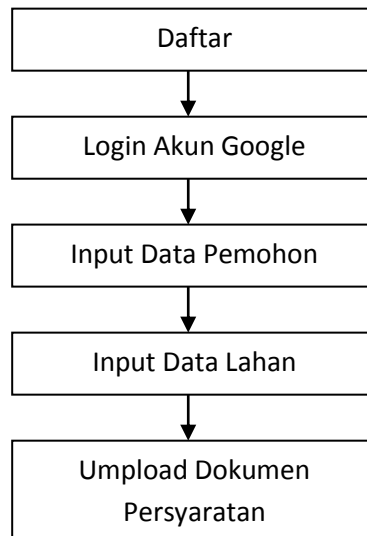 Daftar
Login Akun Google
Input Data Pemohon
Input Data Lahan
Umpload Dokumen
Persyaratan